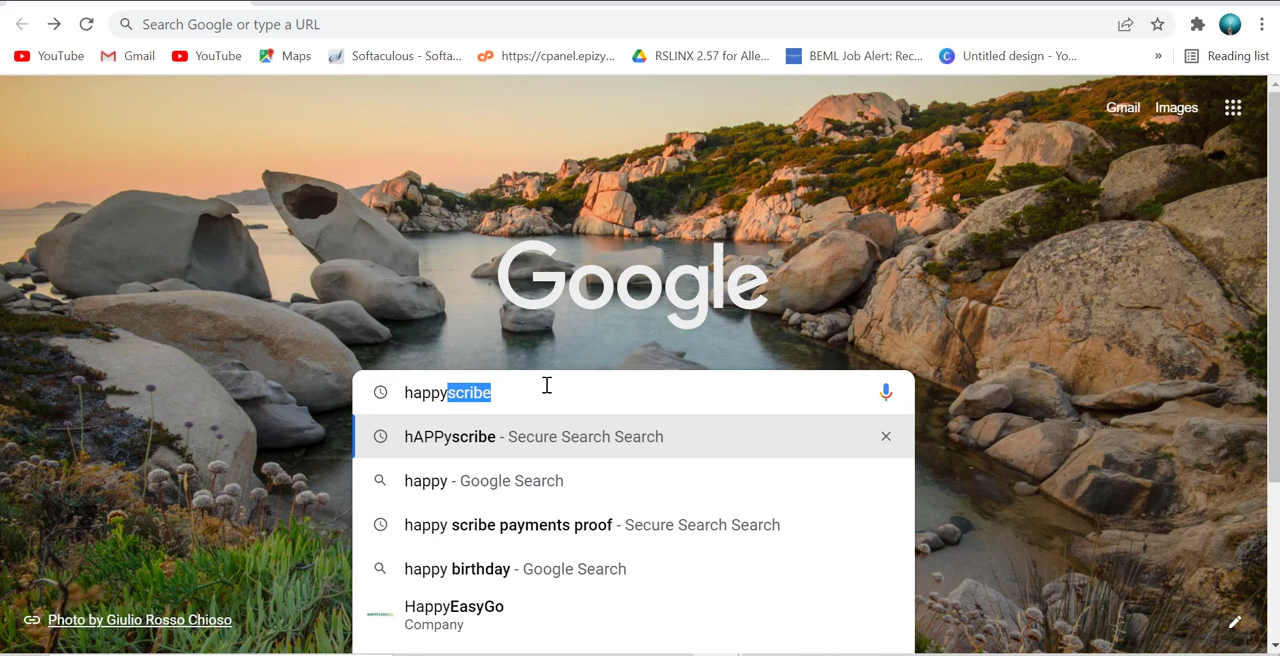 Search Google or type a URL
YouTube
Gmail
YouTube
Maps
Softaculous - Softa...
https://cpanel.epizy...
RSLINX 2.57 for Alle...
BEML Job Alert: Rec...
Untitled design - Yo...
»
Reading list
Gmail Images
Google
happyscribe
hAPPyscribe - Secure Search Search
happy - Google Search
happy scribe payments proof - Secure Search Search
happy birthday - Google Search
HappyEasyGo
Company
Photo by Giulio Rosso Chioso